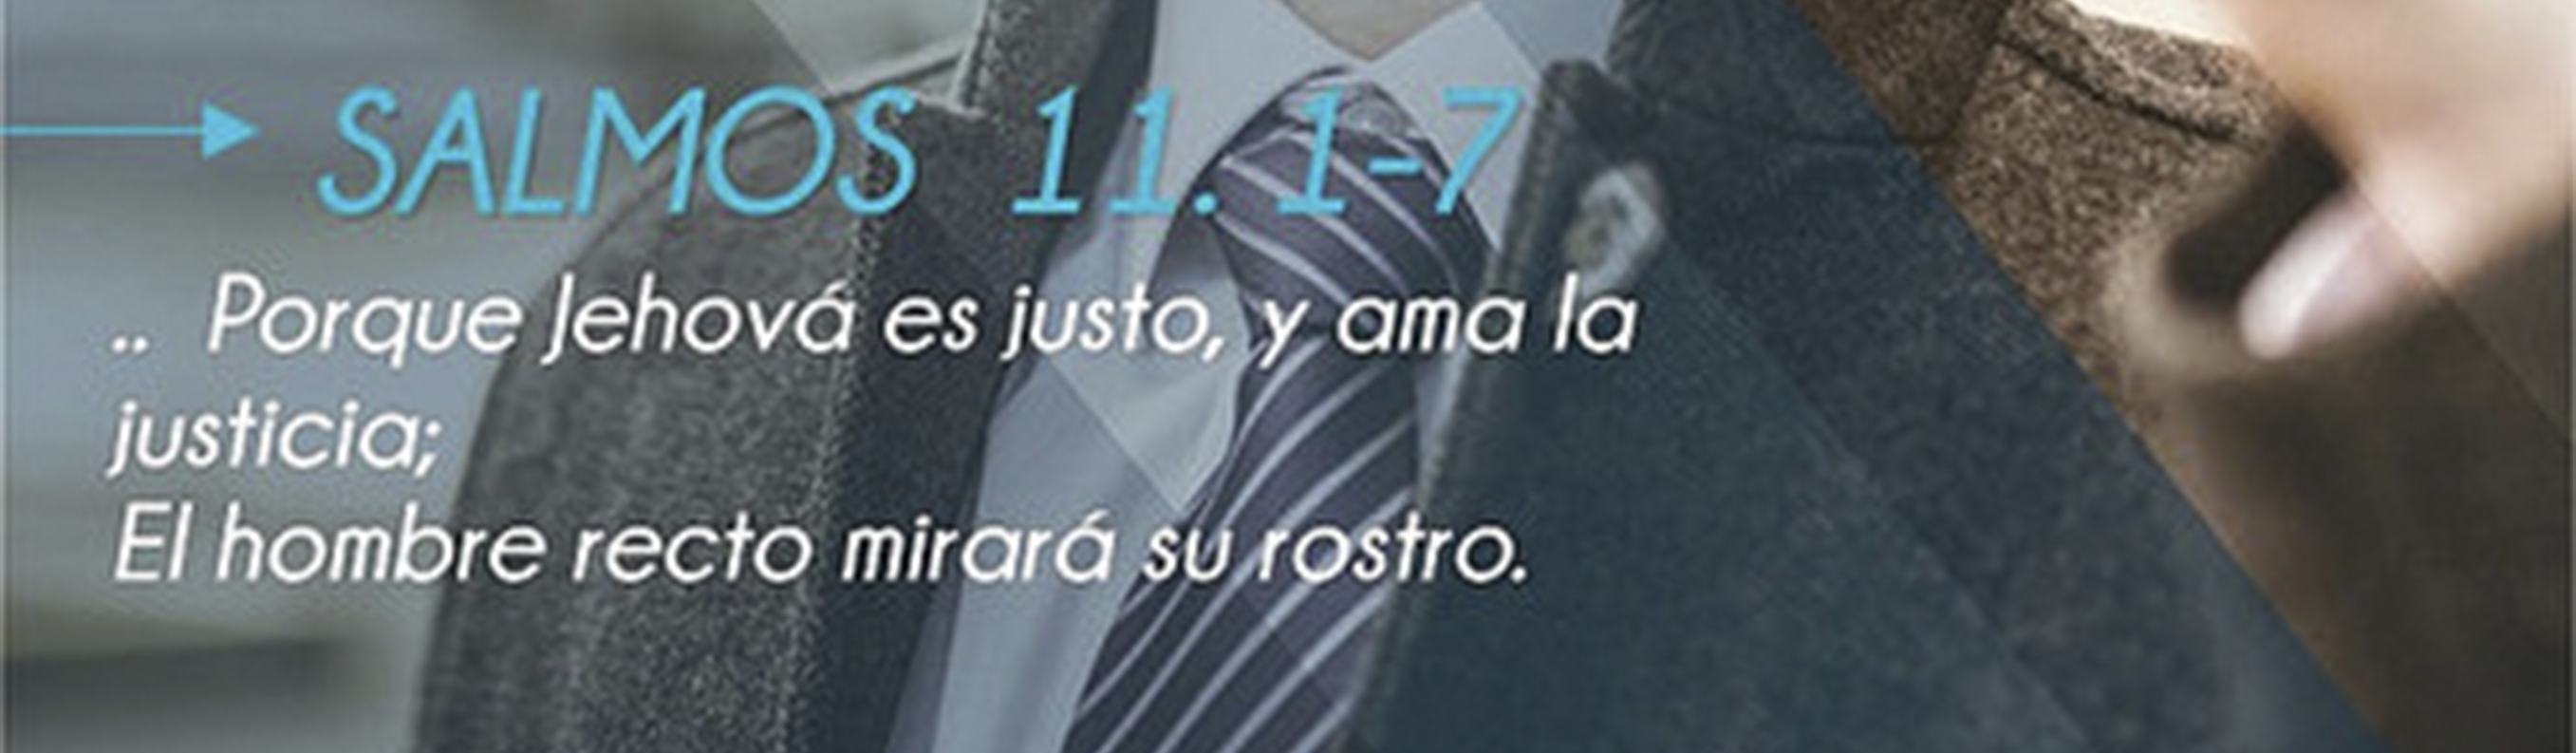 SALMOS 11. 1-7
.. Porque Jehová es justo, y ama la
justicia;
El hombre recto mirará su rostro.